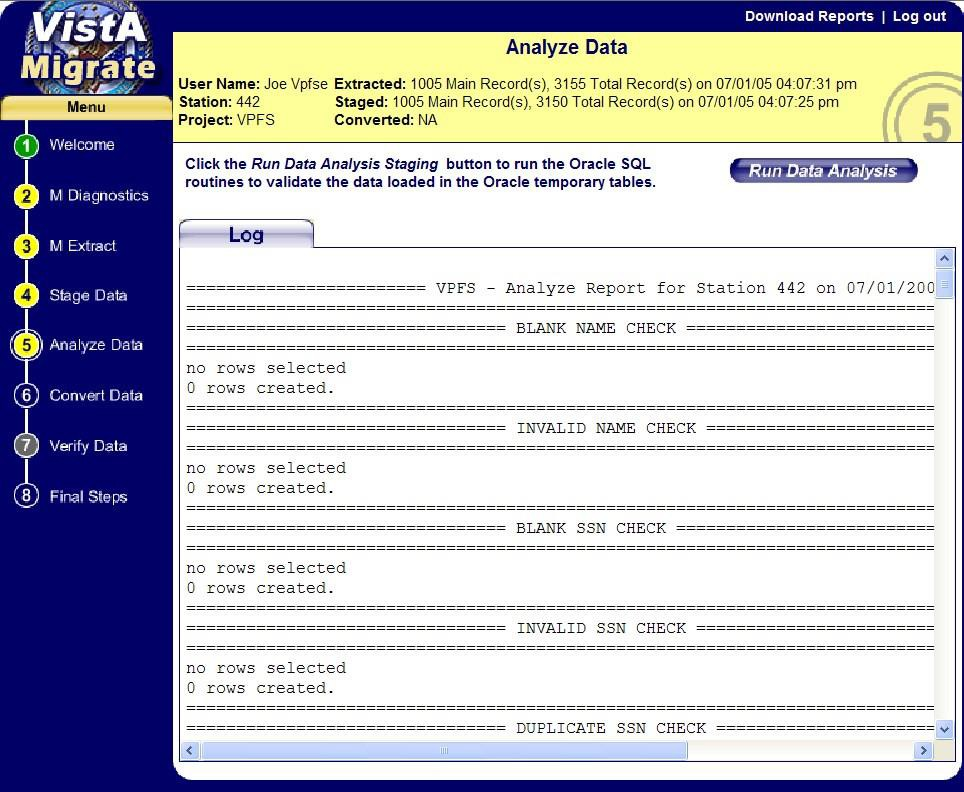 VistA
Migrate
Download Reports | Log out
Analyze Data
User Name: Joe Vpfse Extracted: 1005 Main Record(s), 3155 Total Record(s) on 07/01/05 04:07:31 pm
Station: 442 Staged: 1005 Main Record(s), 3150 Total Record(s) on 07/01/05 04:07:25 pm
Project: VPFS Converted: NA
5
Menu
1 Welcome
2 M Diagnostics
3 M Extract
4 Stage Data
5 Analyze Data
6 Convert Data
7 Verify Data
8 Final Steps
Click the Run Data Analysis Staging button to run the Oracle SQL
routines to validate the data loaded in the Oracle temporary tables.
Run Data Analysis
Log
======================== VPFS - Analyze Report for Station 442 on 07/01/200
===========================================================================
================================ BLANK NAME CHECK =========================
===========================================================================
no rows selected
0 rows created.
===========================================================================
================================ INVALID NAME CHECK =======================
===========================================================================
no rows selected
0 rows created.
===========================================================================
================================ BLANK SSN CHECK ==========================
===========================================================================
no rows selected
0 rows created.
===========================================================================
================================ INVALID SSN CHECK ========================
===========================================================================
no rows selected
0 rows created.
===========================================================================
================================ DUPLICATE SSN CHECK ======================